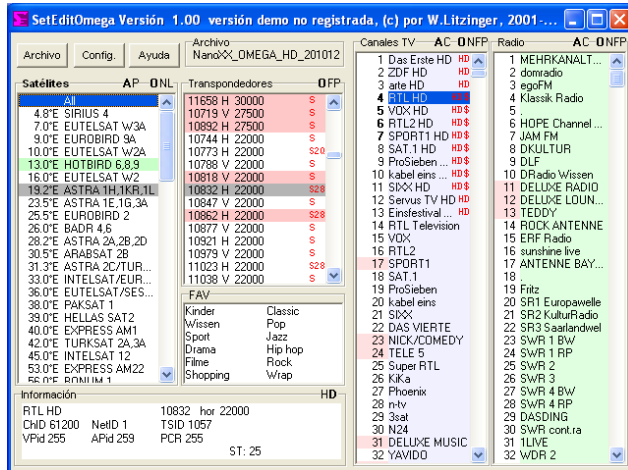 SetEditOmega Versión 1.00 versión demo no registrada, (c) por W.Litzinger, 2001-...
Archivo
Config.
Ayuda
Archivo
NanoXX_OMEGA_HD_201012
Satélites AP ONL
All
4.8°E SIRIUS 4
7.0°E EUTELSAT W3A
9.0°E EUROBIRD 9A
10.0°E EUTELSAT W2A
13.0°E HOTBIRD 6,8,9
16.0°E EUTELSAT W2
19.2°E ASTRA 1H,1KR,1L
23.5°E ASTRA 1E,1G,3A
25.5°E EUROBIRD 2
26.0°E BADR 4,6
28.2°E ASTRA 2A,2B,2D
30.5°E ARABSAT 2B
31.3°E ASTRA 2C/TUR...
33.0°E INTELSAT/EUR...
36.0°E EUTELSAT/SES...
38.0°E PAKSAT 1
39.0°E HELLAS SAT2
40.0°E EXPRESS AM1
42.0°E TURKSAT 2A,3A
45.0°E INTELSAT 12
53.0°E EXPRESS AM22
56.0°E BONUM 1
Transpondedores OFP
11658 H 30000 S
10719 V 27500 S
10892 H 27500 S
10744 H 22000 S
10773 H 22000 S20
10788 V 22000 S
10818 V 22000 S
10832 H 22000 S28
10847 V 22000 S
10862 H 22000 S28
10877 V 22000 S
10921 H 22000 S
10979 V 22000 S
11023 H 22000 S28
11038 V 22000 S
FAV
Kinder Classic
Wissen Pop
Sport Jazz
Drama Hip hop
Filme Rock
Shopping Wrap
Información HD
RTL HD 10832 hor 22000
ChID 61200 NetID 1 TSID 1057
VPid 255 APid 259 PCR 255
ST: 25
Canales TV AC ONFP
1 Das Erste HD HD
2 ZDF HD HD
3 arte HD HD
4 RTL HD HD$
5 VOX HD HD$
6 RTL2 HD HD$
7 SPORT1 HD HD$
8 SAT.1 HD HD
9 ProSieben ... HD
10 kabel eins ... HD
11 SIXX HD HD
12 Servus TV HD HD
13 Einsfestival ... HD
14 RTL Television
15 VOX
16 RTL2
17 SPORT1
18 SAT.1
19 ProSieben
20 kabel eins
21 SIXX
22 DAS VIERTE
23 NICK/COMEDY
24 TELE 5
25 Super RTL
26 KiKa
27 Phoenix
28 n-tv
29 3sat
30 N24
31 DELUXE MUSIC
32 YAVIDO
Radio AC ONFP
1 MEHRKANALT...
2 domradio
3 egoFM
4 Klassik Radio
5 .
6 HOPE Channel ...
7 JAM FM
8 DKULTUR
9 DLF
10 DRadio Wissen
11 DELUXE RADIO
12 DELUXE LOUN...
13 TEDDY
14 ROCK ANTENNE
15 ERF Radio
16 sunshine live
17 ANTENNE BAY...
18 .
19 Fritz
20 SR1 Europawelle
21 SR2 KulturRadio
22 SR3 Saarlandwel
23 SWR 1 BW
24 SWR 1 RP
25 SWR 2
26 SWR 3
27 SWR 4 BW
28 SWR 4 RP
29 DASDING
30 SWR cont.ra
31 1LIVE
32 WDR 2